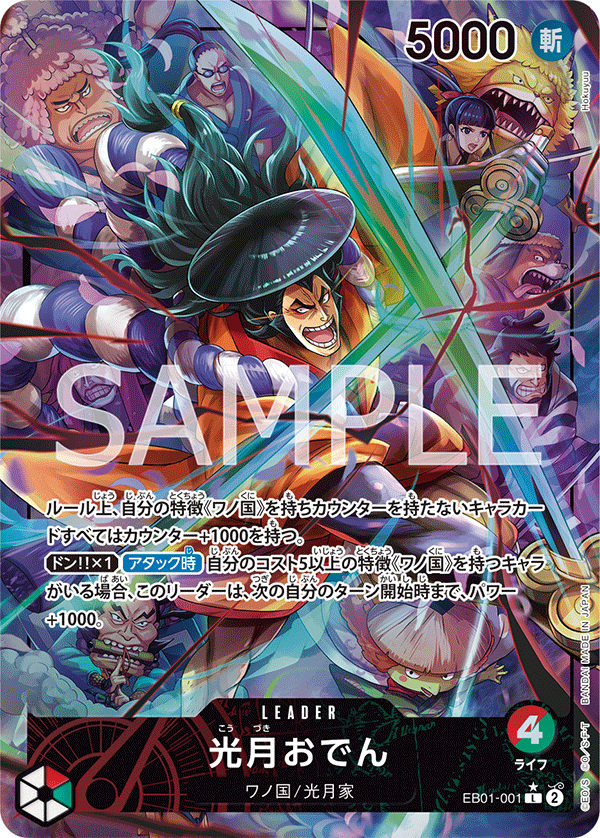 5000 斬
Hokuyuu
SAMPLE
ルール上、自分の特徴《ワノ国》を持ちカウンターを持たないキャラカー
ドすべてはカウンター+1000を持つ。
ドン!!×1 アタック時 自分のコスト5以上の特徴《ワノ国》を持つキャラ
がいる場合、このリーダーは、次の自分のターン開始時まで、パワー
+1000。
©E.O./S. ©O./S.・F・T BANDAI MADE IN JAPAN
LEADER
光月おでん
ワノ国/光月家
4
ライフ
EB01-001 L 2